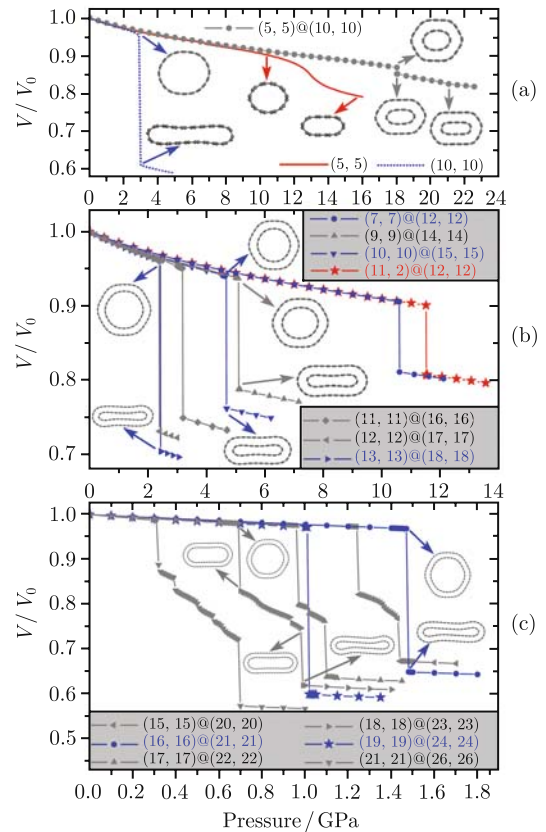 (5, 5)@(10, 10)
1.0
0.9
0.8
0.7
0.6
V/V0
(a)
(5, 5)
(10, 10)
0 2 4 6 8 10 12 14 16 18 20 22 24
(7, 7)@(12, 12)
(9, 9)@(14, 14)
(10, 10)@(15, 15)
(11, 2)@(12, 12)
1.0
0.9
0.8
0.7
V/V0
(b)
(11, 11)@(16, 16)
(12, 12)@(17, 17)
(13, 13)@(18, 18)
0 2 4 6 8 10 12 14
1.0
0.9
0.8
0.7
0.6
0.5
V/V0
(c)
(15, 15)@(20, 20)
(18, 18)@(23, 23)
(16, 16)@(21, 21)
(19, 19)@(24, 24)
(17, 17)@(22, 22)
(21, 21)@(26, 26)
0.0 0.2 0.4 0.6 0.8 1.0 1.2 1.4 1.6 1.8
Pressure/GPa